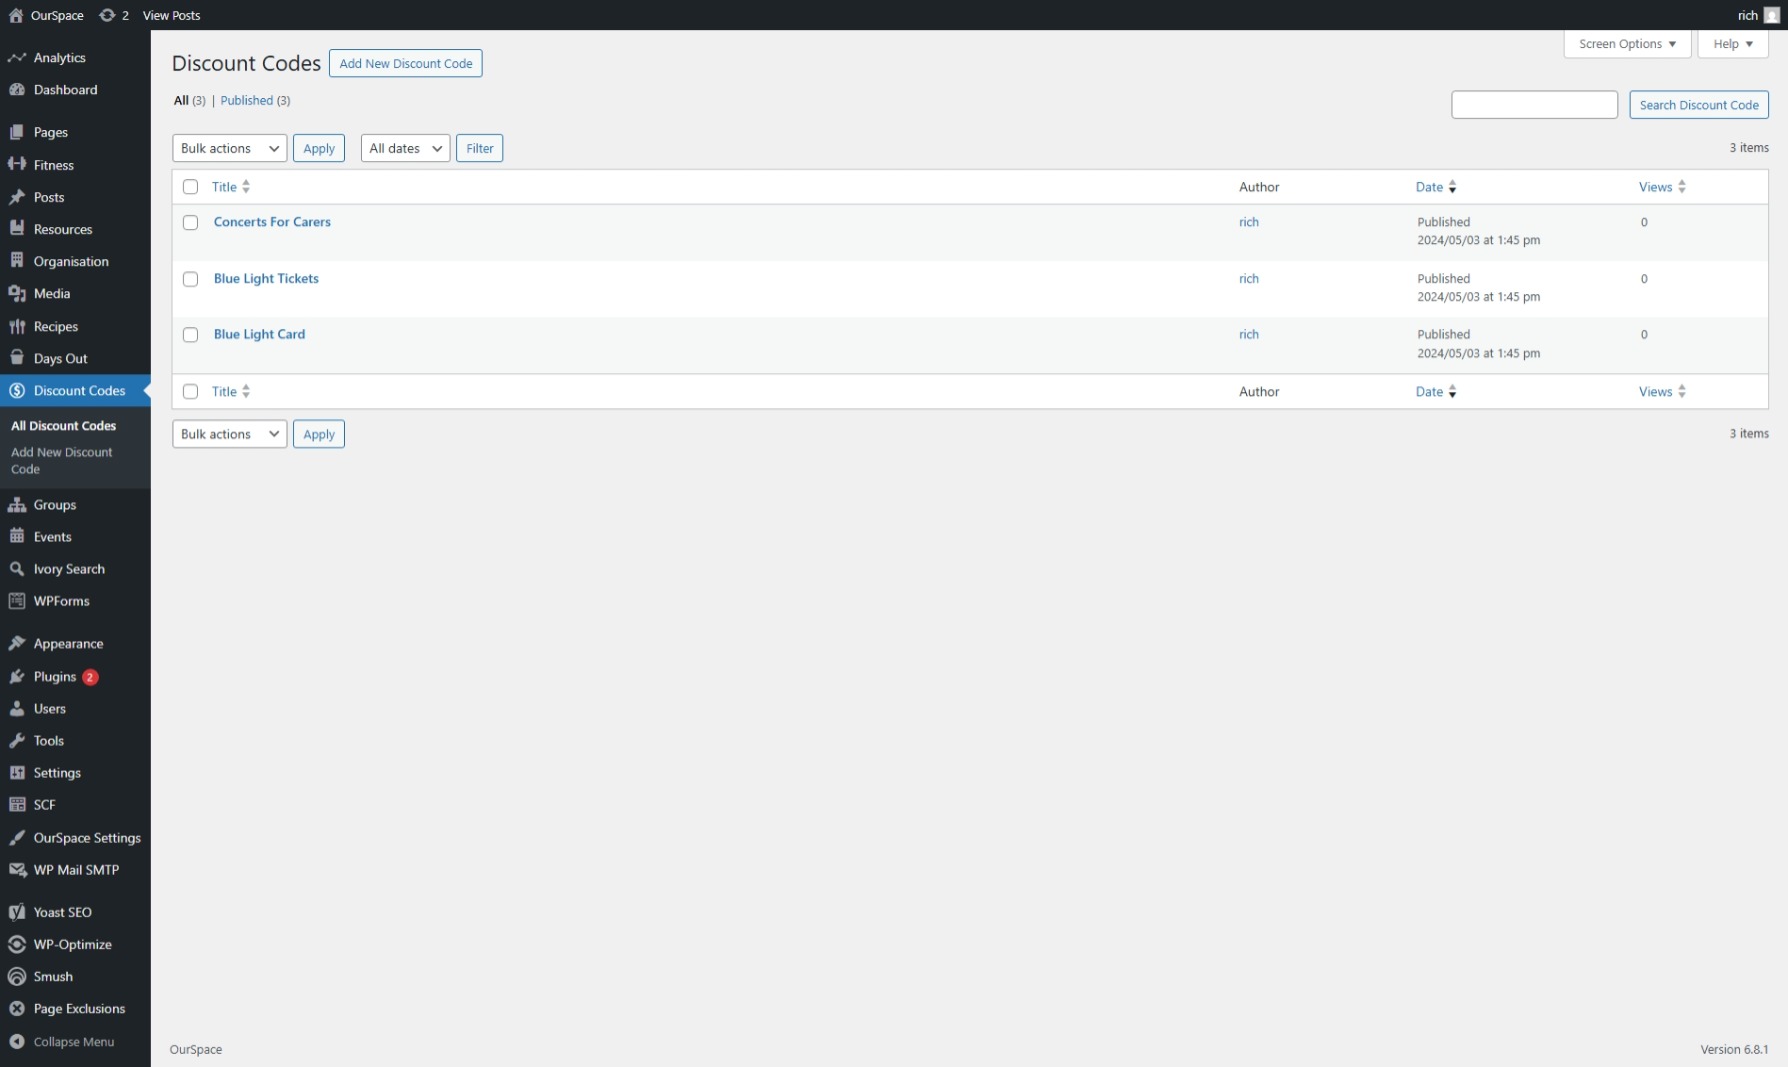 OurSpace 2 View Posts rich
Screen Options Help
Analytics
Dashboard
Pages
Fitness
Posts
Resources
Organisation
Media
Recipes
Days Out
Discount Codes
All Discount Codes
Add New Discount
Code
Groups
Events
Ivory Search
WPForms
Appearance
Plugins 2
Users
Tools
Settings
SCF
OurSpace Settings
WP Mail SMTP
Yoast SEO
WP-Optimize
Smush
Page Exclusions
Collapse Menu
Discount Codes Add New Discount Code
All (3) | Published (3)
Search Discount Code
Bulk actions Apply All dates Filter 3 items
Title Author Date Views
Concerts For Carers rich Published 0
2024/05/03 at 1:45 pm
Blue Light Tickets rich Published 0
2024/05/03 at 1:45 pm
Blue Light Card rich Published 0
2024/05/03 at 1:45 pm
Title Author Date Views
Bulk actions Apply 3 items
OurSpace Version 6.8.1